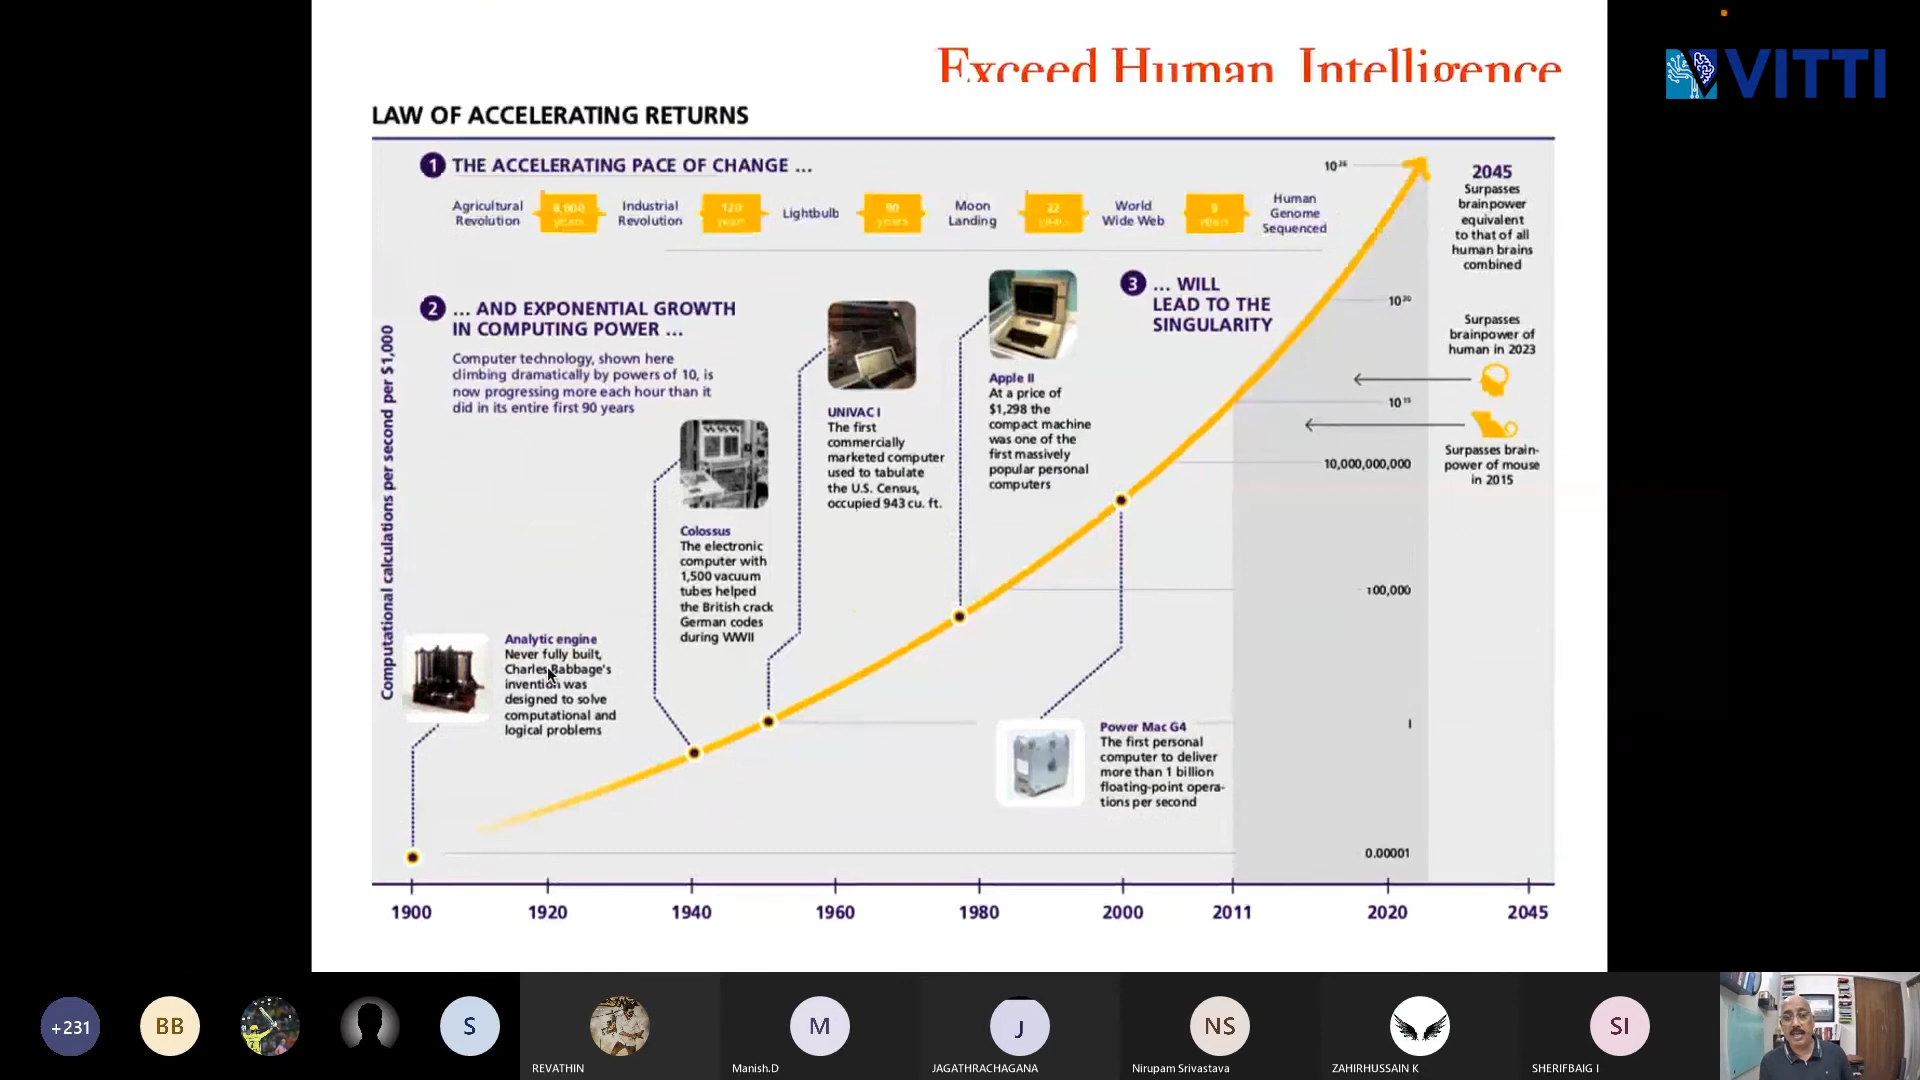 Exceed Human Intelligence
VITTI
LAW OF ACCELERATING RETURNS
1 THE ACCELERATING PACE OF CHANGE ...
Agricultural
Revolution
8,000
years
Industrial
Revolution
120
years
Lightbulb
90
years
Moon
Landing
22
years
World
Wide Web
9
years
Human
Genome
Sequenced
2 ... AND EXPONENTIAL GROWTH
IN COMPUTING POWER ...
Computer technology, shown here
climbing dramatically by powers of 10, is
now progressing more each hour than it
did in its entire first 90 years
3 ... WILL
LEAD TO THE
SINGULARITY
Computational calculations per second per $1,000
Analytic engine
Never fully built,
Charles Babbage's
invention was
designed to solve
computational and
logical problems
Colossus
The electronic
computer with
1,500 vacuum
tubes helped
the British crack
German codes
during WWII
UNIVAC I
The first
commercially
marketed computer
used to tabulate
the U.S. Census,
occupied 943 cu. ft.
Apple II
At a price of
$1,298 the
compact machine
was one of the
first massively
popular personal
computers
Power Mac G4
The first personal
computer to deliver
more than 1 billion
floating-point opera-
tions per second
10²⁶
10²⁰
10¹⁵
10,000,000,000
100,000
1
0.00001
2045
Surpasses
brainpower
equivalent
to that of all
human brains
combined
Surpasses
brainpower of
human in 2023
Surpasses brain-
power of mouse
in 2015
1900 1920 1940 1960 1980 2000 2011 2020 2045
+231
BB
S
M
J
NS
SI
REVATHIN
Manish.D
JAGATHRACHAGANA
Nirupam Srivastava
ZAHIRHUSSAIN K
SHERIFBAIG I